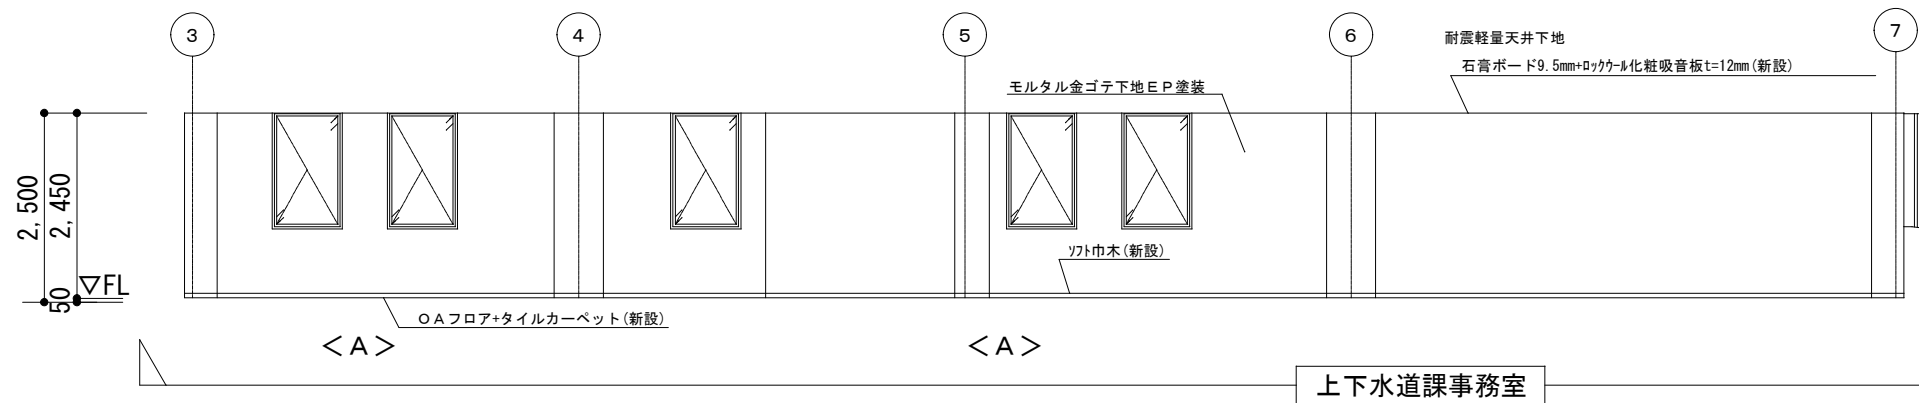 3
4
5
6
7
耐震軽量天井下地
石膏ボード9.5mm+ﾛｯｸｳｰﾙ化粧吸音板t=12mm(新設)
モルタル金ゴテ下地ＥＰ塗装
2,500
2,450
50
▽FL
ｿﾌﾄ巾木(新設)
ＯＡフロア+タイルカーペット(新設)
＜Ａ＞
＜Ａ＞
上下水道課事務室